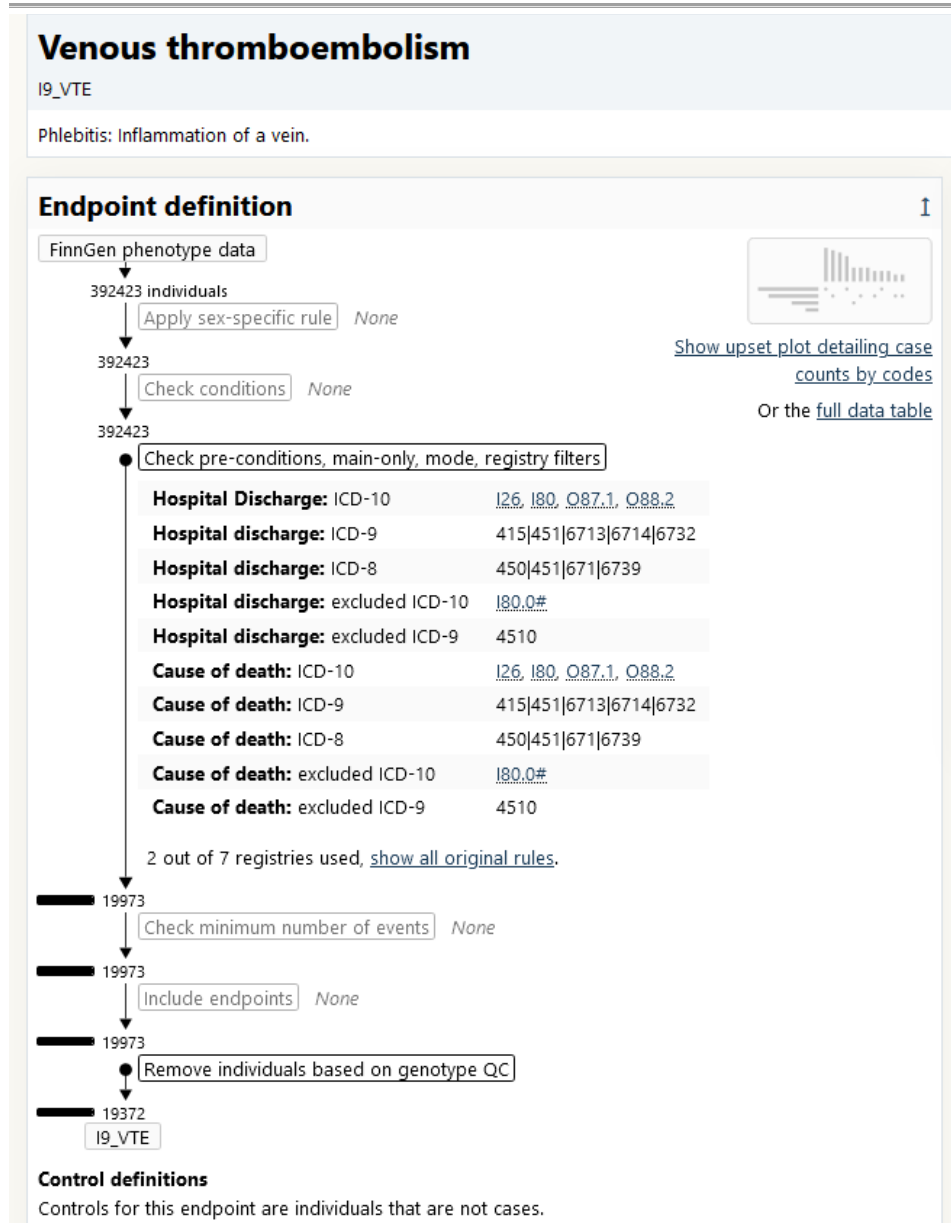 Venous thromboembolism
I9_VTE
Phlebitis: Inflammation of a vein.
Endpoint definition
↥
FinnGen phenotype data
392423 individuals
Apply sex-specific rule None
392423
Check conditions None
392423
Show upset plot detailing case
counts by codes
Or the full data table
Check pre-conditions, main-only, mode, registry filters
Hospital Discharge: ICD-10 I26, I80, O87.1, O88.2
Hospital discharge: ICD-9 415|451|6713|6714|6732
Hospital discharge: ICD-8 450|451|671|6739
Hospital discharge: excluded ICD-10 I80.0#
Hospital discharge: excluded ICD-9 4510
Cause of death: ICD-10 I26, I80, O87.1, O88.2
Cause of death: ICD-9 415|451|6713|6714|6732
Cause of death: ICD-8 450|451|671|6739
Cause of death: excluded ICD-10 I80.0#
Cause of death: excluded ICD-9 4510
2 out of 7 registries used, show all original rules.
19973
Check minimum number of events None
19973
Include endpoints None
19973
Remove individuals based on genotype QC
19372
I9_VTE
Control definitions
Controls for this endpoint are individuals that are not cases.